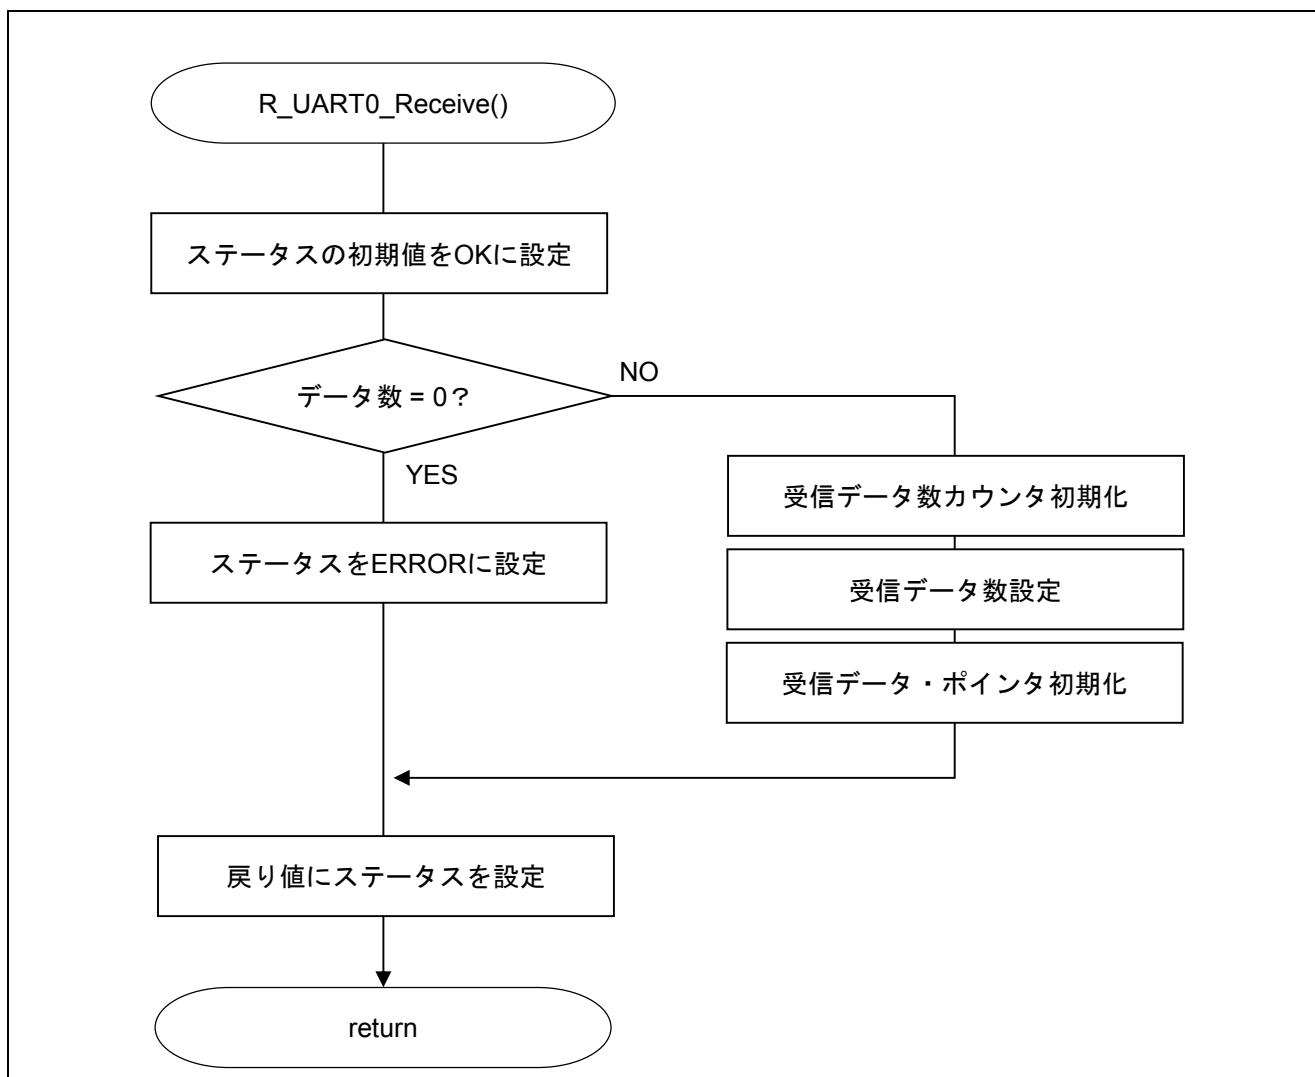 R_UART0_Receive()
ステータスの初期値をOKに設定
データ数 = 0？
NO
YES
受信データ数カウンタ初期化
ステータスをERRORに設定
受信データ数設定
受信データ・ポインタ初期化
戻り値にステータスを設定
return